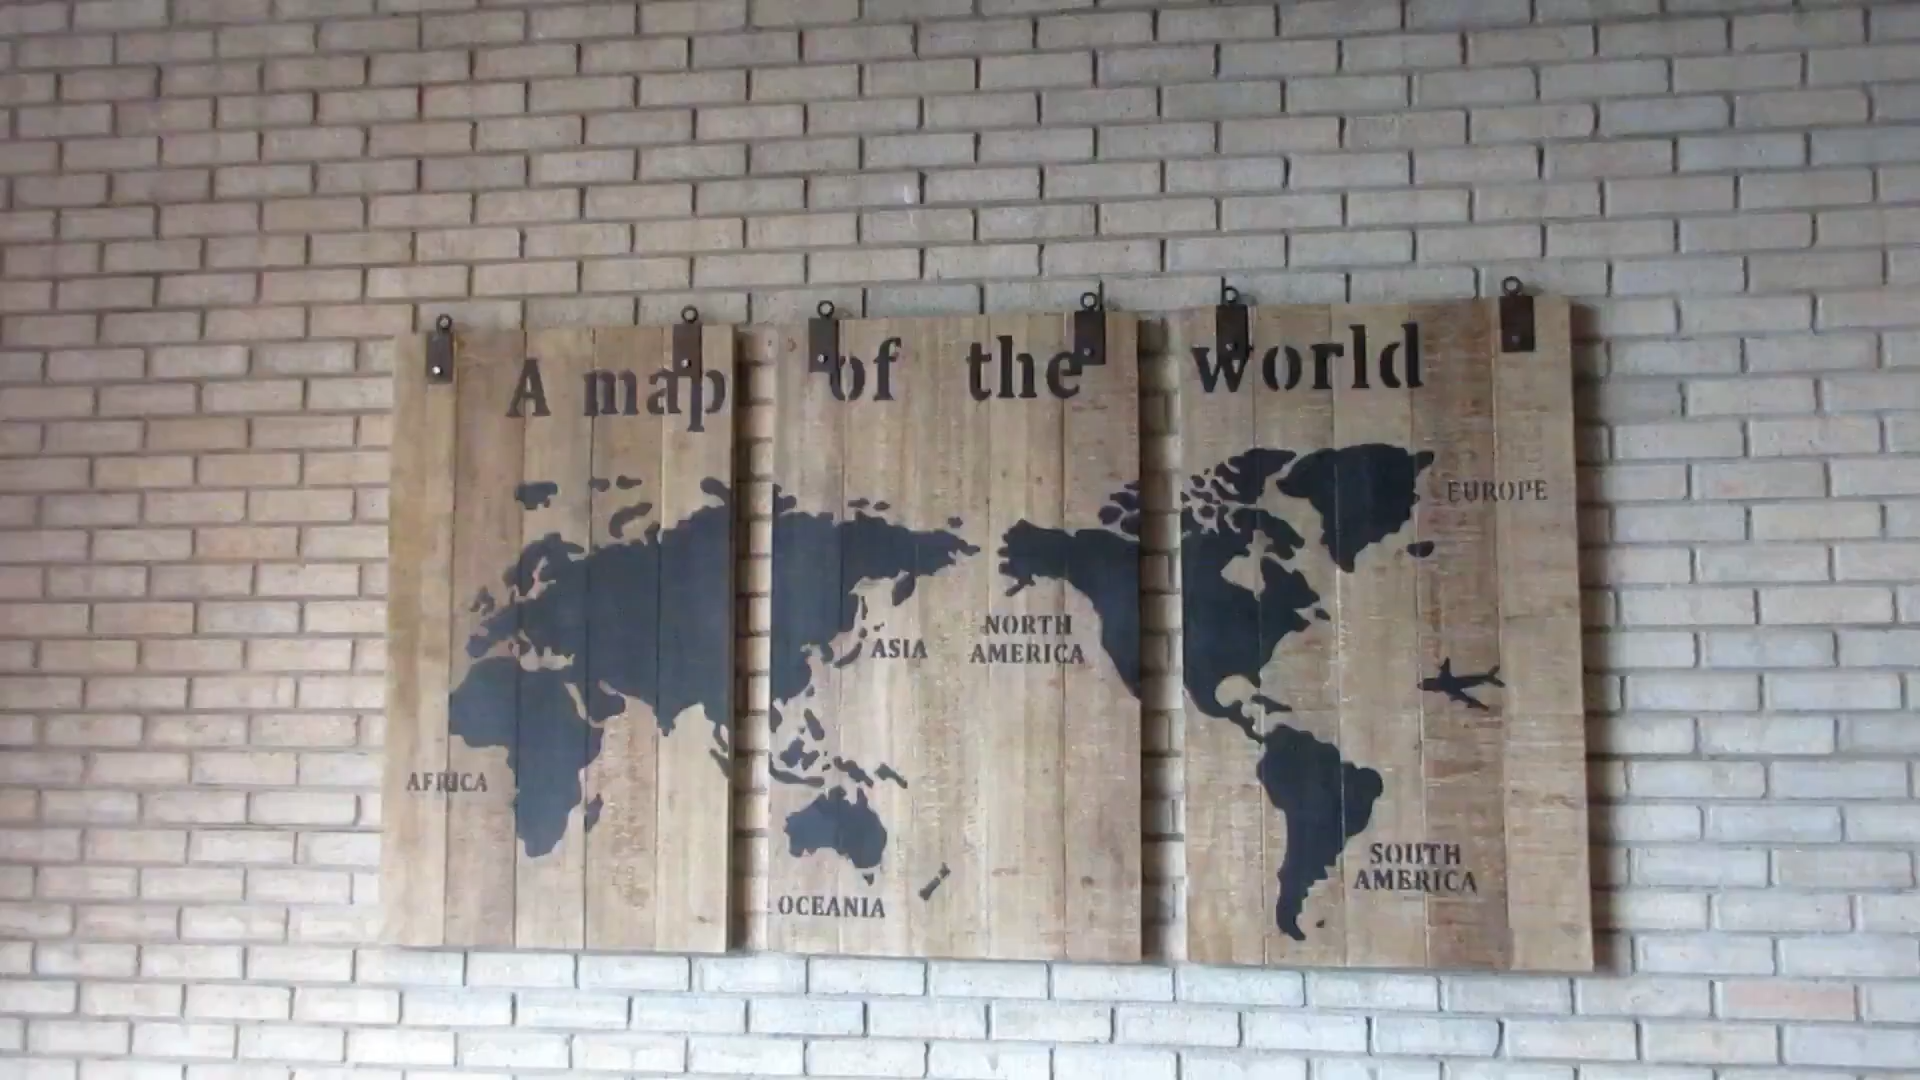 A map of the world
EUROPE
ASIA
NORTH
AMERICA
AFRICA
SOUTH
AMERICA
OCEANIA